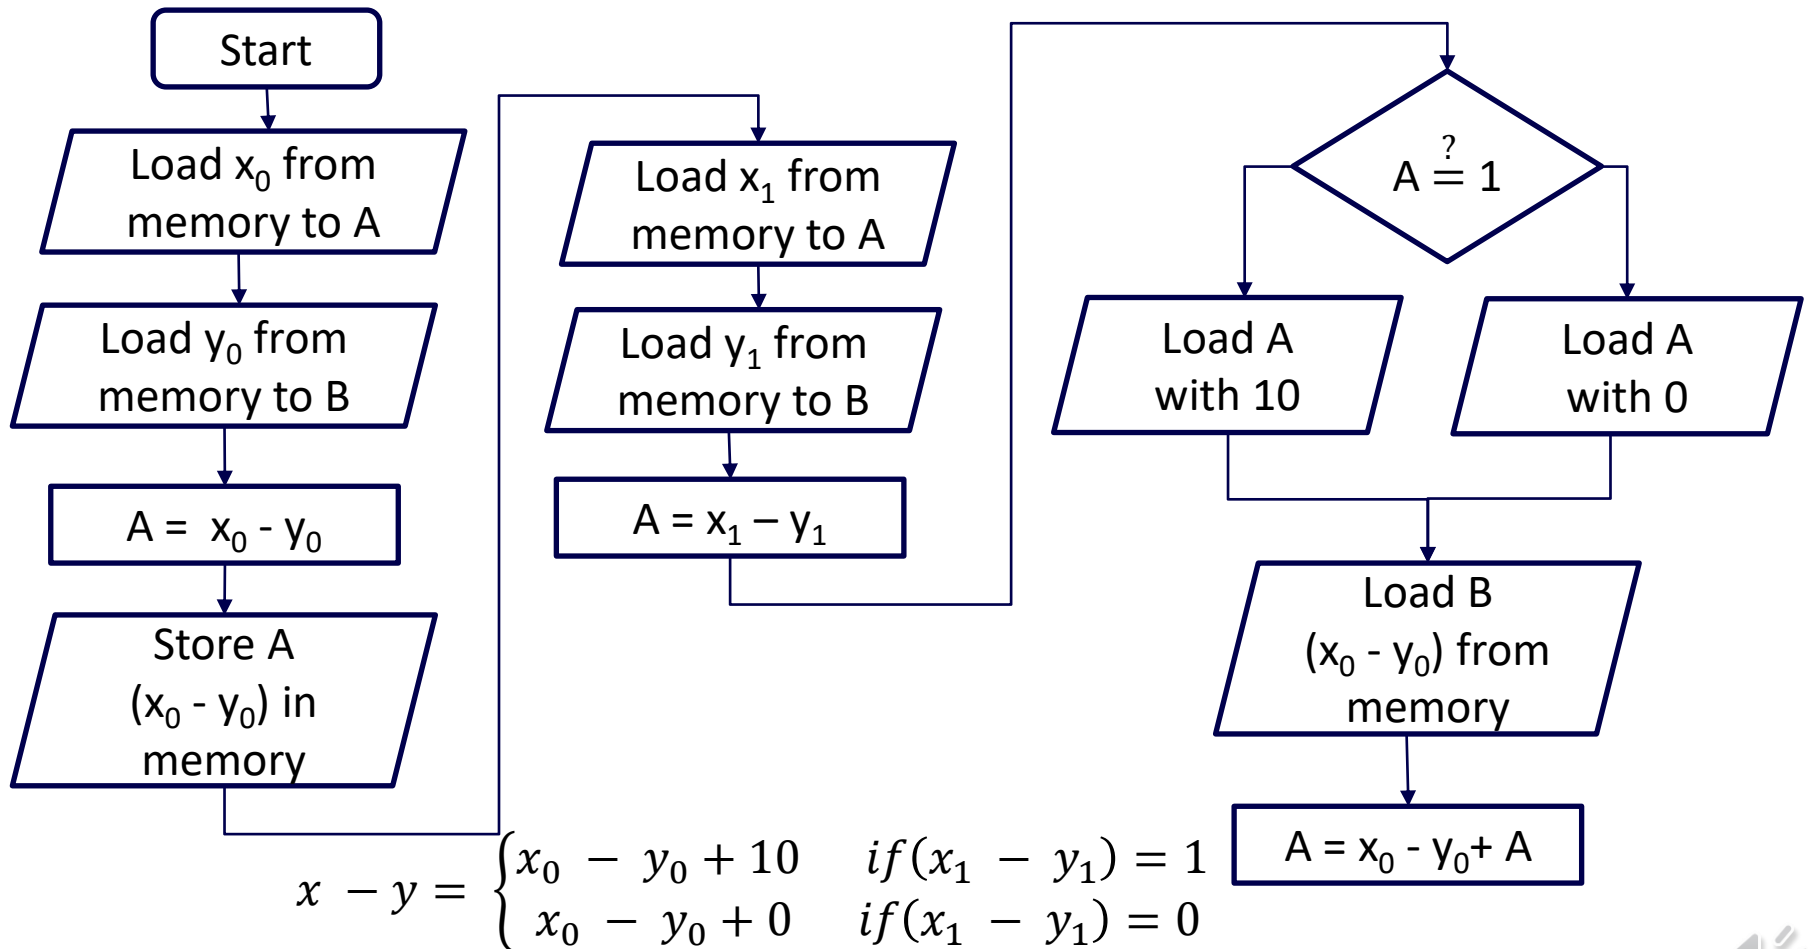 Start
Load x₀ from
memory to A
Load y₀ from
memory to B
A = x₀ - y₀
Store A
(x₀ - y₀) in
memory
Load x₁ from
memory to A
Load y₁ from
memory to B
A = x₁ – y₁
A ≟ 1
Load A
with 10
Load A
with 0
Load B
(x₀ - y₀) from
memory
A = x₀ - y₀+ A
x − y = {x₀ − y₀ + 10 if(x₁ − y₁) = 1
x₀ − y₀ + 0 if(x₁ − y₁) = 0